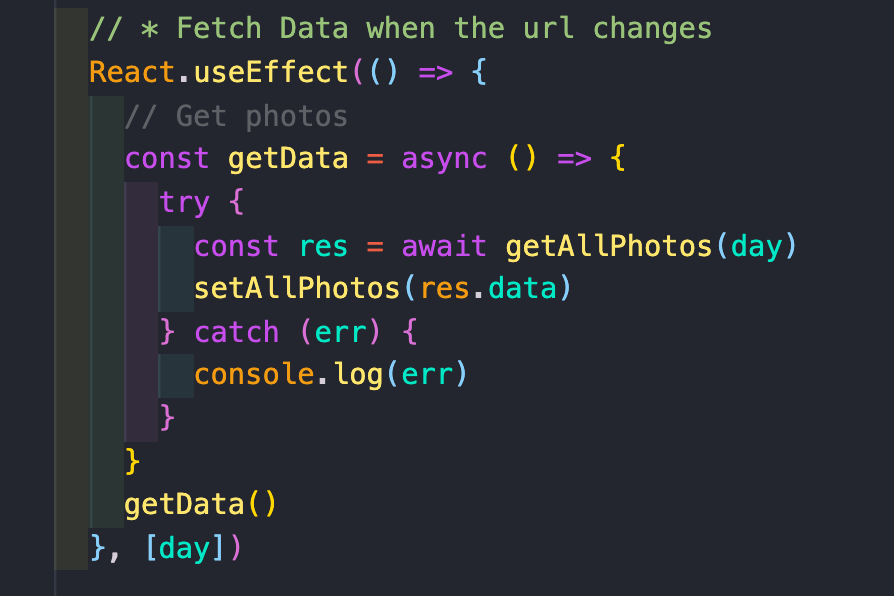 // * Fetch Data when the url changes
React.useEffect(() => {
// Get photos
const getData = async () => {
try {
const res = await getAllPhotos(day)
setAllPhotos(res.data)
} catch (err) {
console.log(err)
}
}
getData()
}, [day])